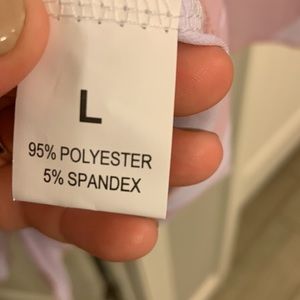 L
95% POLYESTER
5% SPANDEX